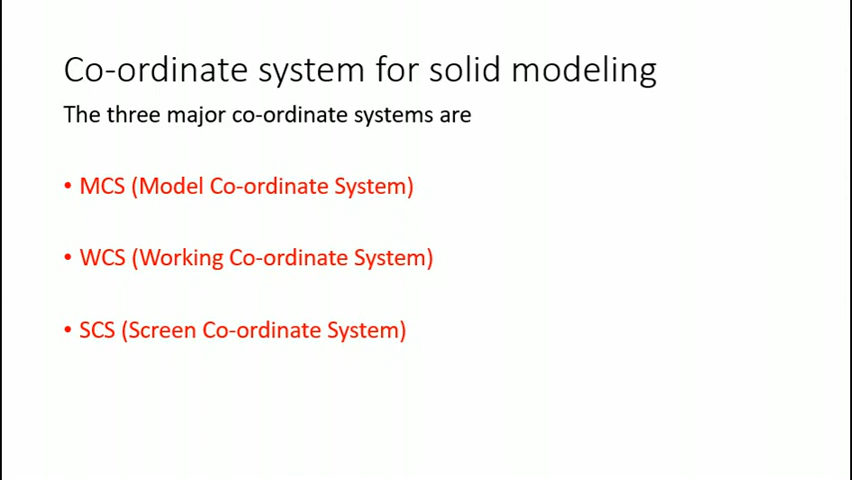 Co-ordinate system for solid modeling
The three major co-ordinate systems are
• MCS (Model Co-ordinate System)
• WCS (Working Co-ordinate System)
• SCS (Screen Co-ordinate System)